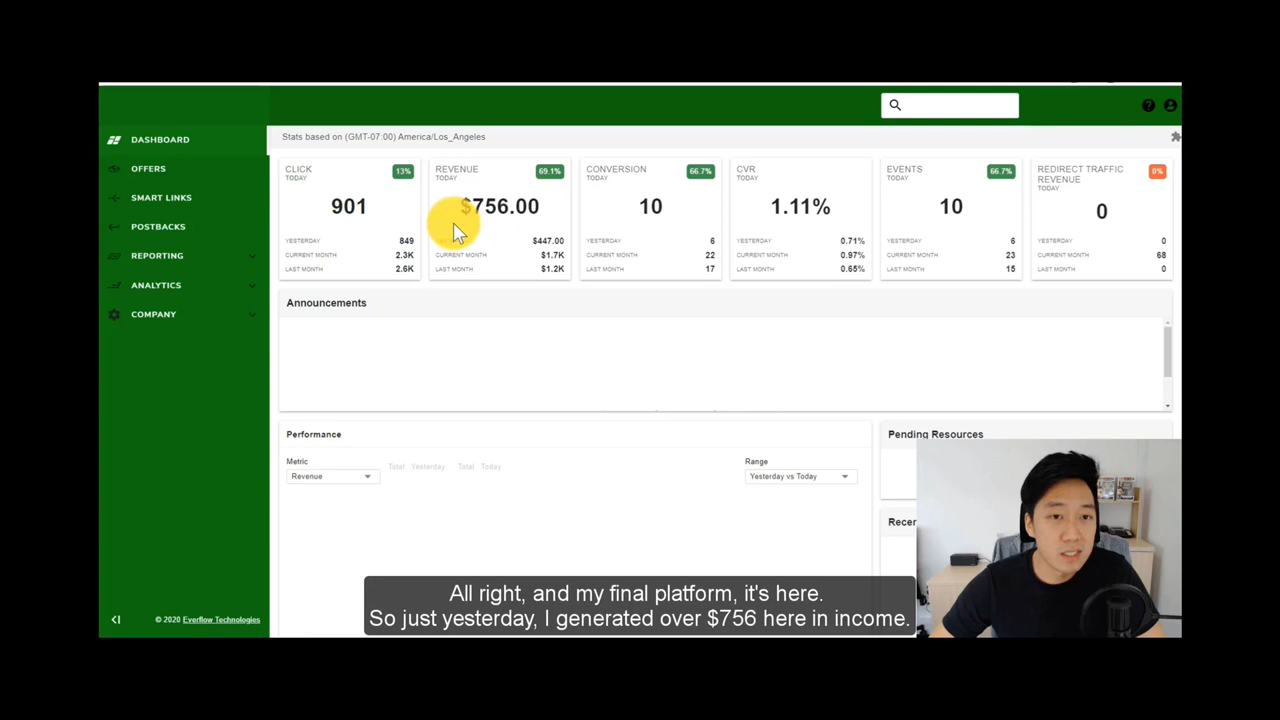 DASHBOARD
OFFERS
SMART LINKS
POSTBACKS
REPORTING
ANALYTICS
COMPANY
© 2020 Everflow Technologies
Stats based on (GMT-07:00) America/Los_Angeles
CLICK
TODAY
13%
901
YESTERDAY 849
CURRENT MONTH 2.3K
LAST MONTH 2.6K
REVENUE
TODAY
69.1%
$756.00
$447.00
CURRENT MONTH $1.7K
LAST MONTH $1.2K
CONVERSION
TODAY
66.7%
10
YESTERDAY 6
CURRENT MONTH 22
LAST MONTH 17
CVR
TODAY
1.11%
YESTERDAY 0.71%
CURRENT MONTH 0.97%
LAST MONTH 0.65%
EVENTS
TODAY
66.7%
10
YESTERDAY 6
CURRENT MONTH 23
LAST MONTH 15
REDIRECT TRAFFIC
REVENUE
TODAY
0%
0
YESTERDAY 0
CURRENT MONTH 68
LAST MONTH 0
Announcements
Performance
Metric
Revenue
Total Yesterday Total Today
Range
Yesterday vs Today
Pending Resources
Recen
All right, and my final platform, it's here.
So just yesterday, I generated over $756 here in income.